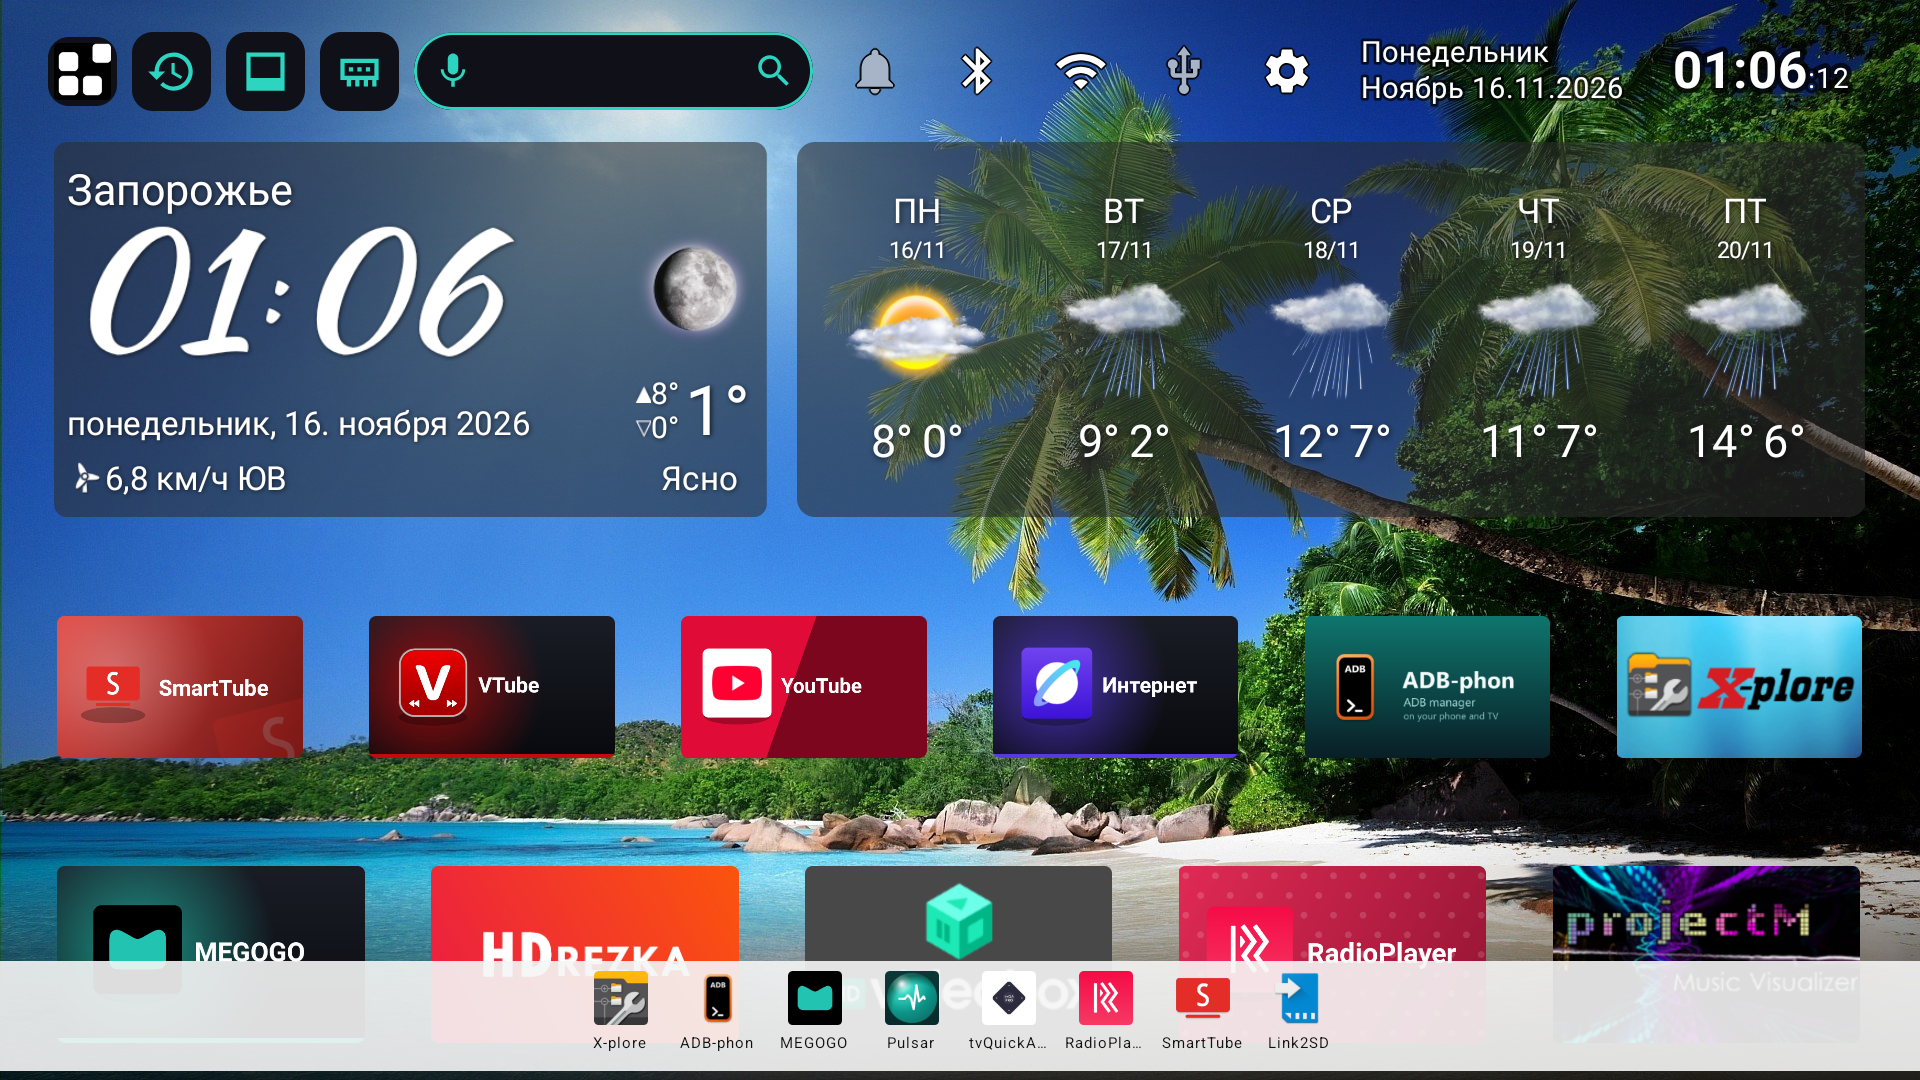 Понедельник
Ноябрь 16.11.2026
01:06:12
Запорожье
01:06
▲8°
▽0°
1°
понедельник, 16. ноября 2026
6,8 км/ч ЮВ
Ясно
ПН ВТ СР ЧТ ПТ
16/11 17/11 18/11 19/11 20/11
8° 0° 9° 2° 12° 7° 11° 7° 14° 6°
S SmartTube
V VTube
YouTube
Интернет
ADB
ADB-phon
ADB manager
on your phone and TV
X-plore
MEGOGO
HDREZKA
RadioPlayer
projectM
Music Visualizer
X-plore ADB-phon MEGOGO Pulsar tvQuickA… RadioPla… SmartTube Link2SD